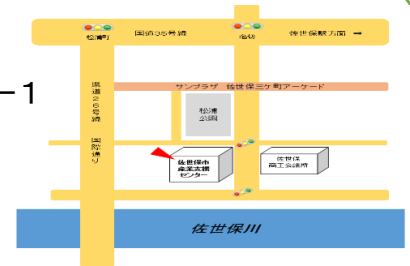 松浦町
国道35号線
名切
佐世保駅方面 →
-1
サンプラザ 佐世保三ケ町アーケード
県道26号線 国際通り
松浦
公園
佐世保市
産業支援
センター
佐世保
商工会議所
佐世保川